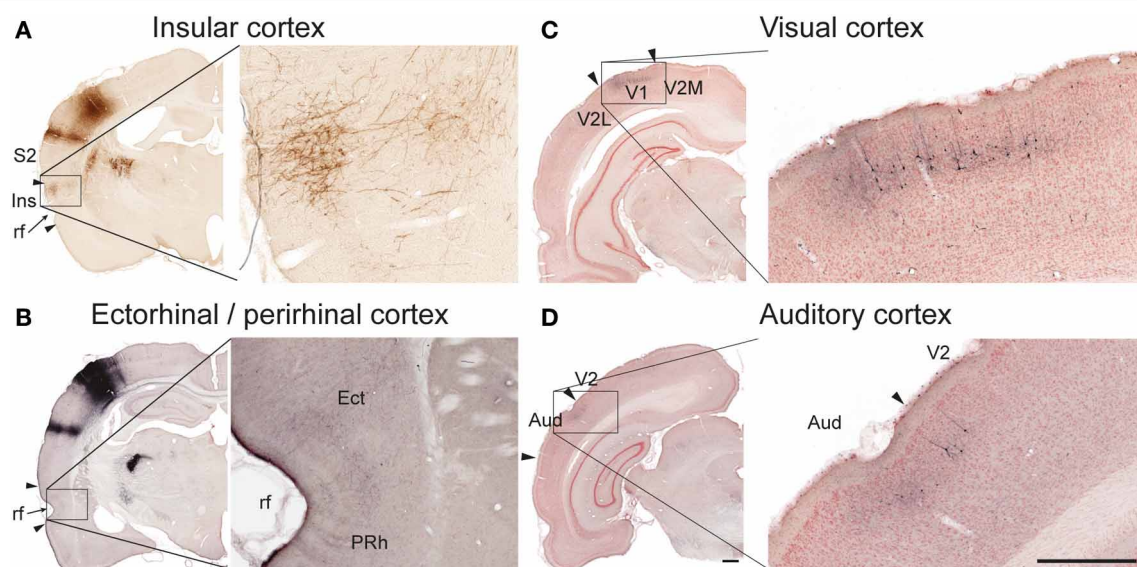 A Insular cortex
S2
Ins
rf
B Ectorhinal / perirhinal cortex
Ect
rf
PRh
rf
C Visual cortex
V1
V2M
V2L
D Auditory cortex
V2
Aud
V2
Aud